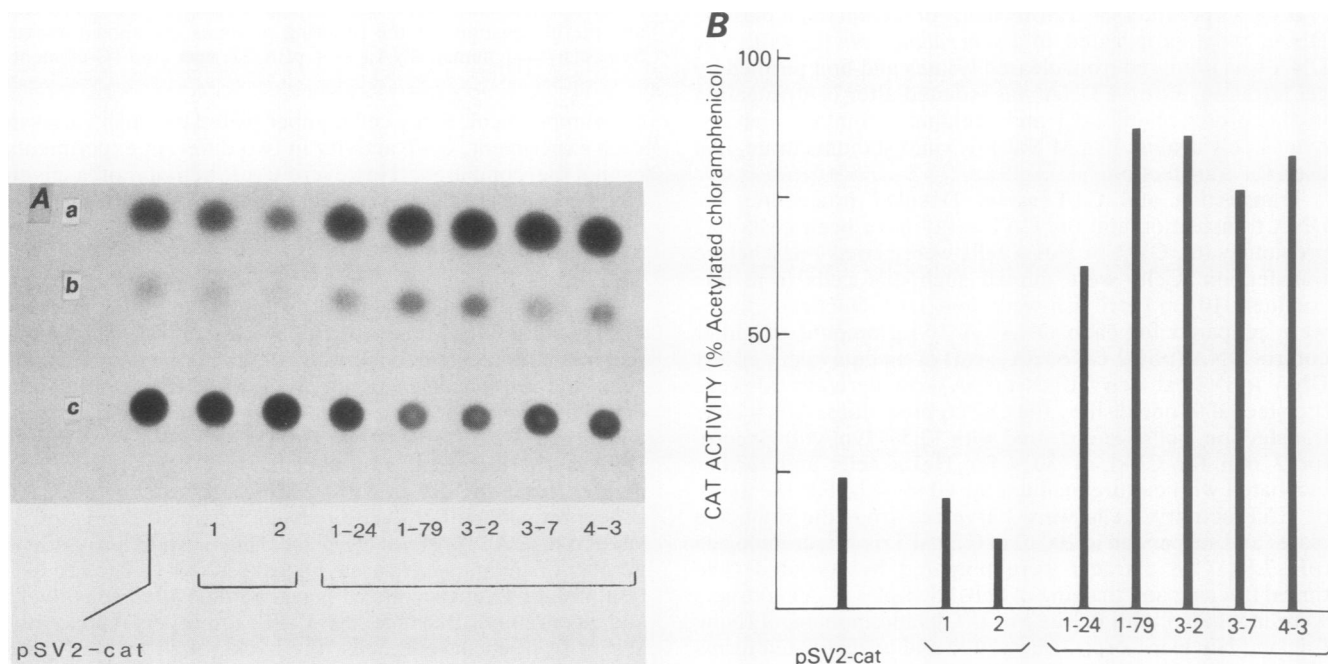 A
a
b
c
1 2 1-24 1-79 3-2 3-7 4-3
pSV2-cat
B
CAT ACTIVITY (% Acetylated chloramphenicol)
100
50
1 2 1-24 1-79 3-2 3-7 4-3
pSV2-cat